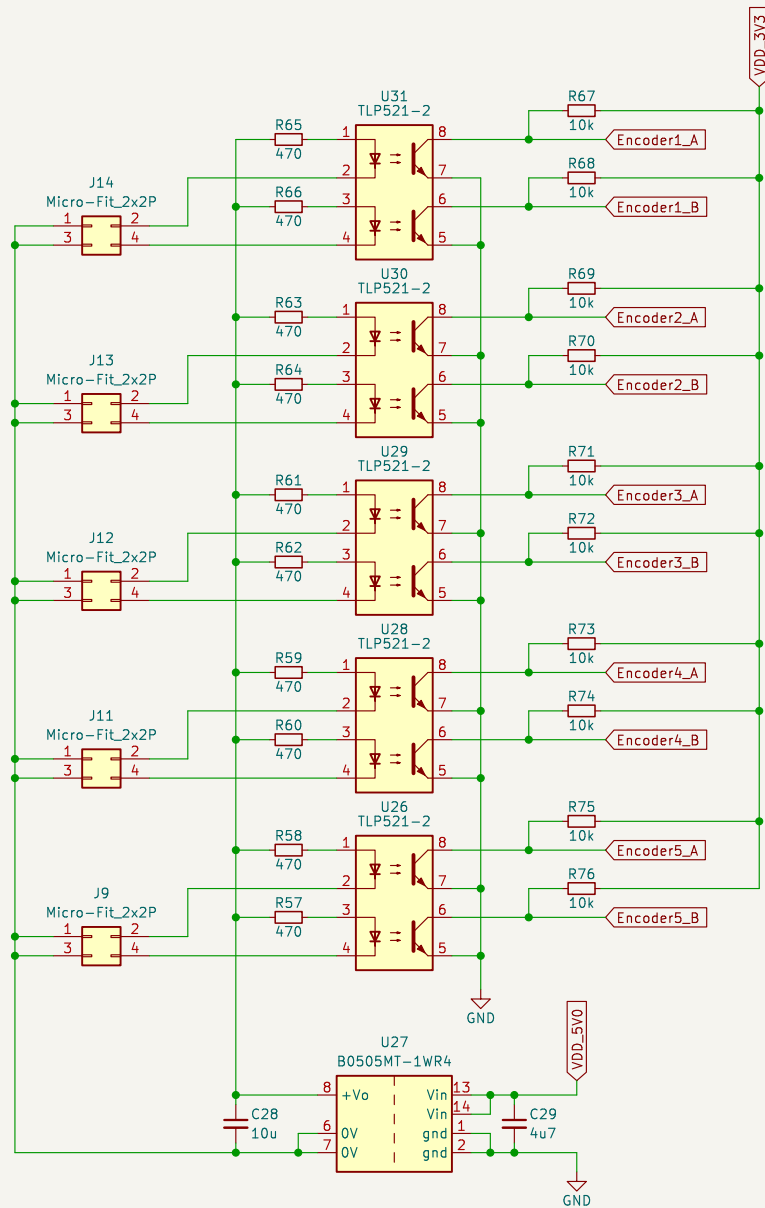 VDD_3V3
U31
TLP521-2
R65
470
R66
470
1
2
3
4
8
7
6
5
R67
10k
Encoder1_A
R68
10k
Encoder1_B
J14
Micro-Fit_2x2P
1
2
3
4
U30
TLP521-2
R63
470
R64
470
1
2
3
4
8
7
6
5
R69
10k
Encoder2_A
R70
10k
Encoder2_B
J13
Micro-Fit_2x2P
1
2
3
4
U29
TLP521-2
R61
470
R62
470
1
2
3
4
8
7
6
5
R71
10k
Encoder3_A
R72
10k
Encoder3_B
J12
Micro-Fit_2x2P
1
2
3
4
U28
TLP521-2
R59
470
R60
470
1
2
3
4
8
7
6
5
R73
10k
Encoder4_A
R74
10k
Encoder4_B
J11
Micro-Fit_2x2P
1
2
3
4
U26
TLP521-2
R58
470
R57
470
1
2
3
4
8
7
6
5
R75
10k
Encoder5_A
R76
10k
Encoder5_B
J9
Micro-Fit_2x2P
1
2
3
4
GND
VDD_5V0
U27
B0505MT-1WR4
8 +Vo
6 0V
7 0V
Vin 13
Vin 14
gnd 1
gnd 2
C28
10u
C29
4u7
GND